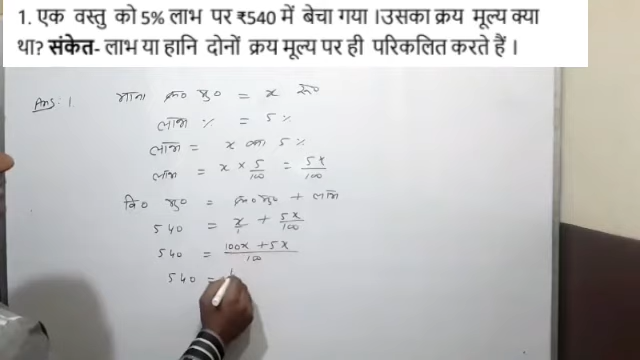 1. एक वस्तु को 5% लाभ पर ₹540 में बेचा गया ।उसका क्रय मूल्य क्या
था? संकेत- लाभ या हानि दोनों क्रय मूल्य पर ही परिकलित करते हैं ।
Ans: 1. माना क्र० मू० = x रू०
लाभ % = 5 %
लाभ = x का 5 %
लाभ = x × 5/100 = 5x/100
वि० मू० = क्र० मू० + लाभ
540 = x/1 + 5x/100
540 = 100x + 5x/100
540 =